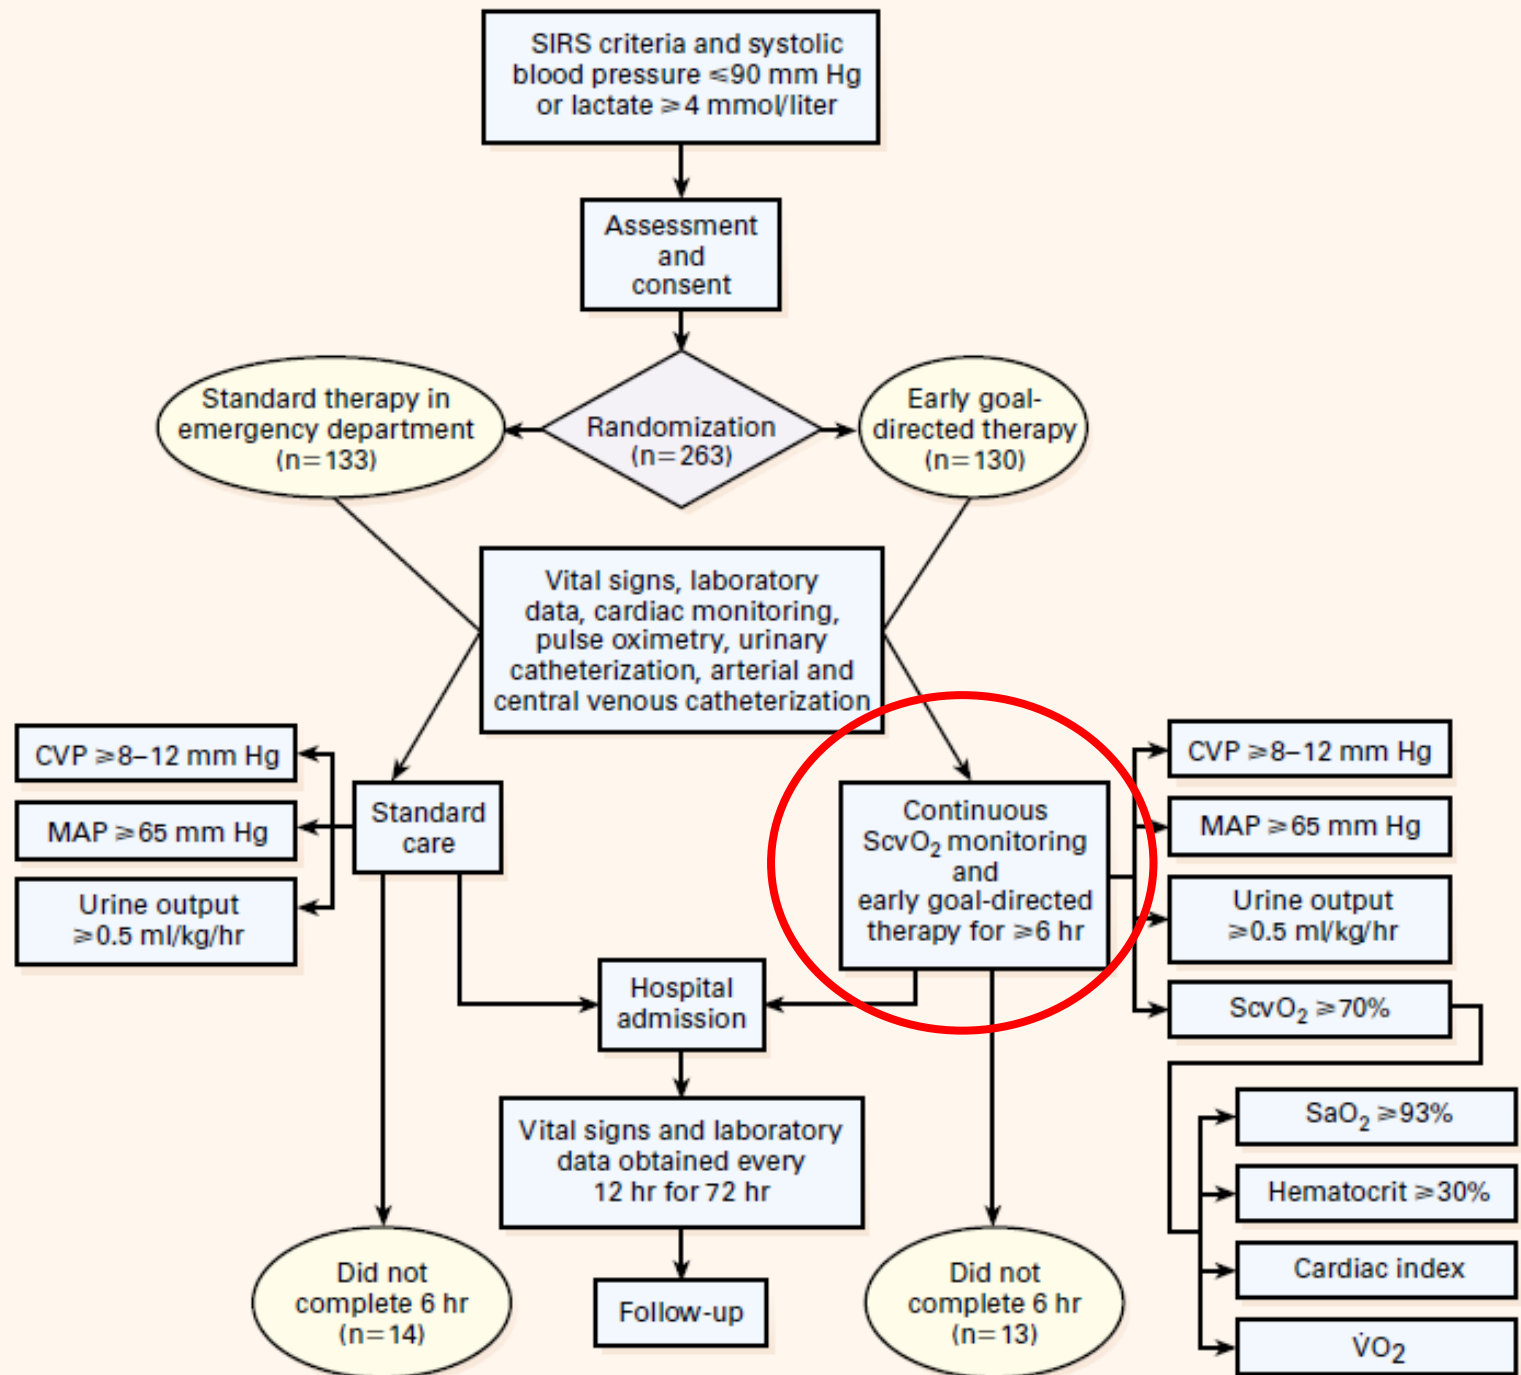 SIRS criteria and systolic
blood pressure ≤90 mm Hg
or lactate ≥4 mmol/liter
Assessment
and
consent
Standard therapy in
emergency department
(n=133)
Randomization
(n=263)
Early goal-
directed therapy
(n=130)
Vital signs, laboratory
data, cardiac monitoring,
pulse oximetry, urinary
catheterization, arterial and
central venous catheterization
CVP ≥8–12 mm Hg
MAP ≥65 mm Hg
Urine output
≥0.5 ml/kg/hr
Standard
care
Continuous
ScvO₂ monitoring
and
early goal-directed
therapy for ≥6 hr
CVP ≥8–12 mm Hg
MAP ≥65 mm Hg
Urine output
≥0.5 ml/kg/hr
ScvO₂ ≥70%
Hospital
admission
SaO₂ ≥93%
Hematocrit ≥30%
Cardiac index
V̇O₂
Vital signs and laboratory
data obtained every
12 hr for 72 hr
Did not
complete 6 hr
(n=14)
Follow-up
Did not
complete 6 hr
(n=13)